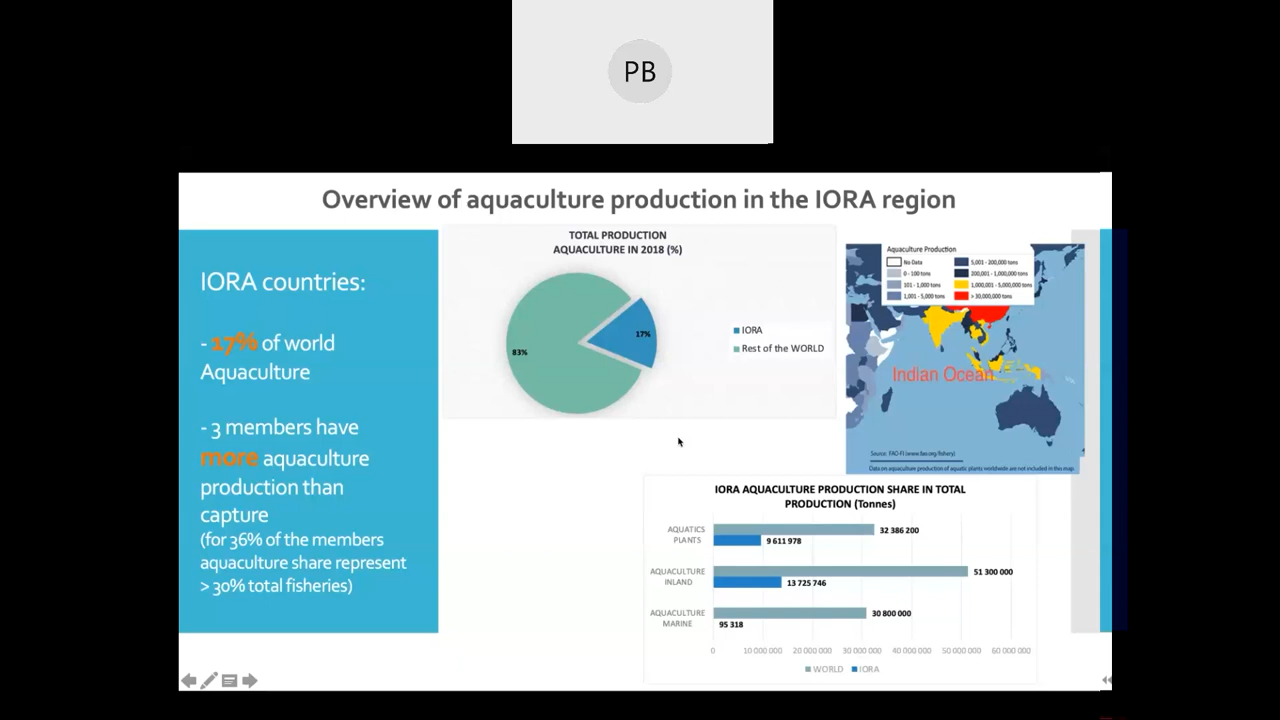 PB
Overview of aquaculture production in the IORA region
IORA countries:
- 17% of world
Aquaculture
- 3 members have
more aquaculture
production than
capture
(for 36% of the members
aquaculture share represent
> 30% total fisheries)
TOTAL PRODUCTION
AQUACULTURE IN 2018 (%)
17%
83%
IORA
Rest of the WORLD
Aquaculture Production
No Data
0 - 100 tons
101 - 1,000 tons
1,001 - 5,000 tons
5,001 - 200,000 tons
200,001 - 1,000,000 tons
1,000,001 - 5,000,000 tons
> 30,000,000 tons
Indian Ocean
Source: FAO-FI (www.fao.org/fishery)
Data on aquaculture production of aquatic plants worldwide are not included in this map
IORA AQUACULTURE PRODUCTION SHARE IN TOTAL
PRODUCTION (Tonnes)
AQUATICS
PLANTS
32 386 200
9 611 978
AQUACULTURE
INLAND
51 300 000
13 725 746
AQUACULTURE
MARINE
30 800 000
95 318
0 10 000 000 20 000 000 30 000 000 40 000 000 50 000 000 60 000 000
WORLD IORA